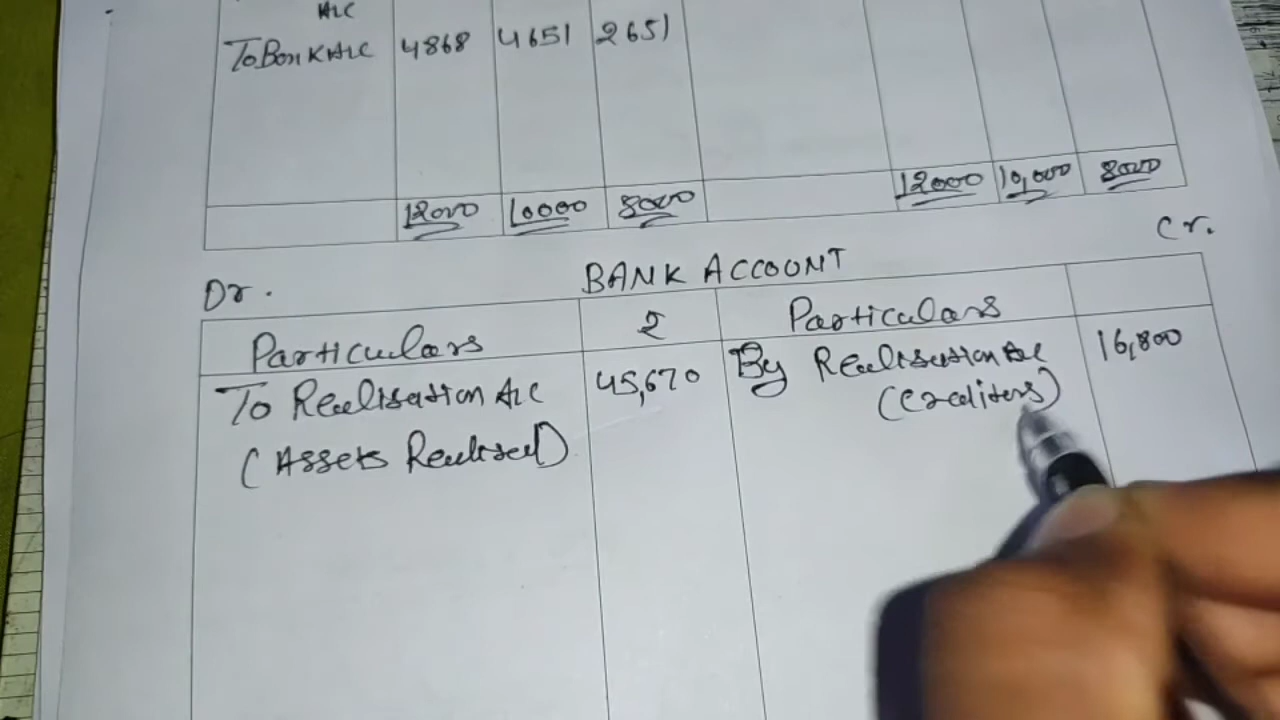 A/c
To Bank A/c 4868 4651 2651
12000 10000 8000 12000 10,000 8000
Dr. BANK ACCOUNT Cr.
Particulars ₹ Particulars
To Realisation A/c 45,670 By Realisation A/c 16,800
(Assets Realised) (Creditors)